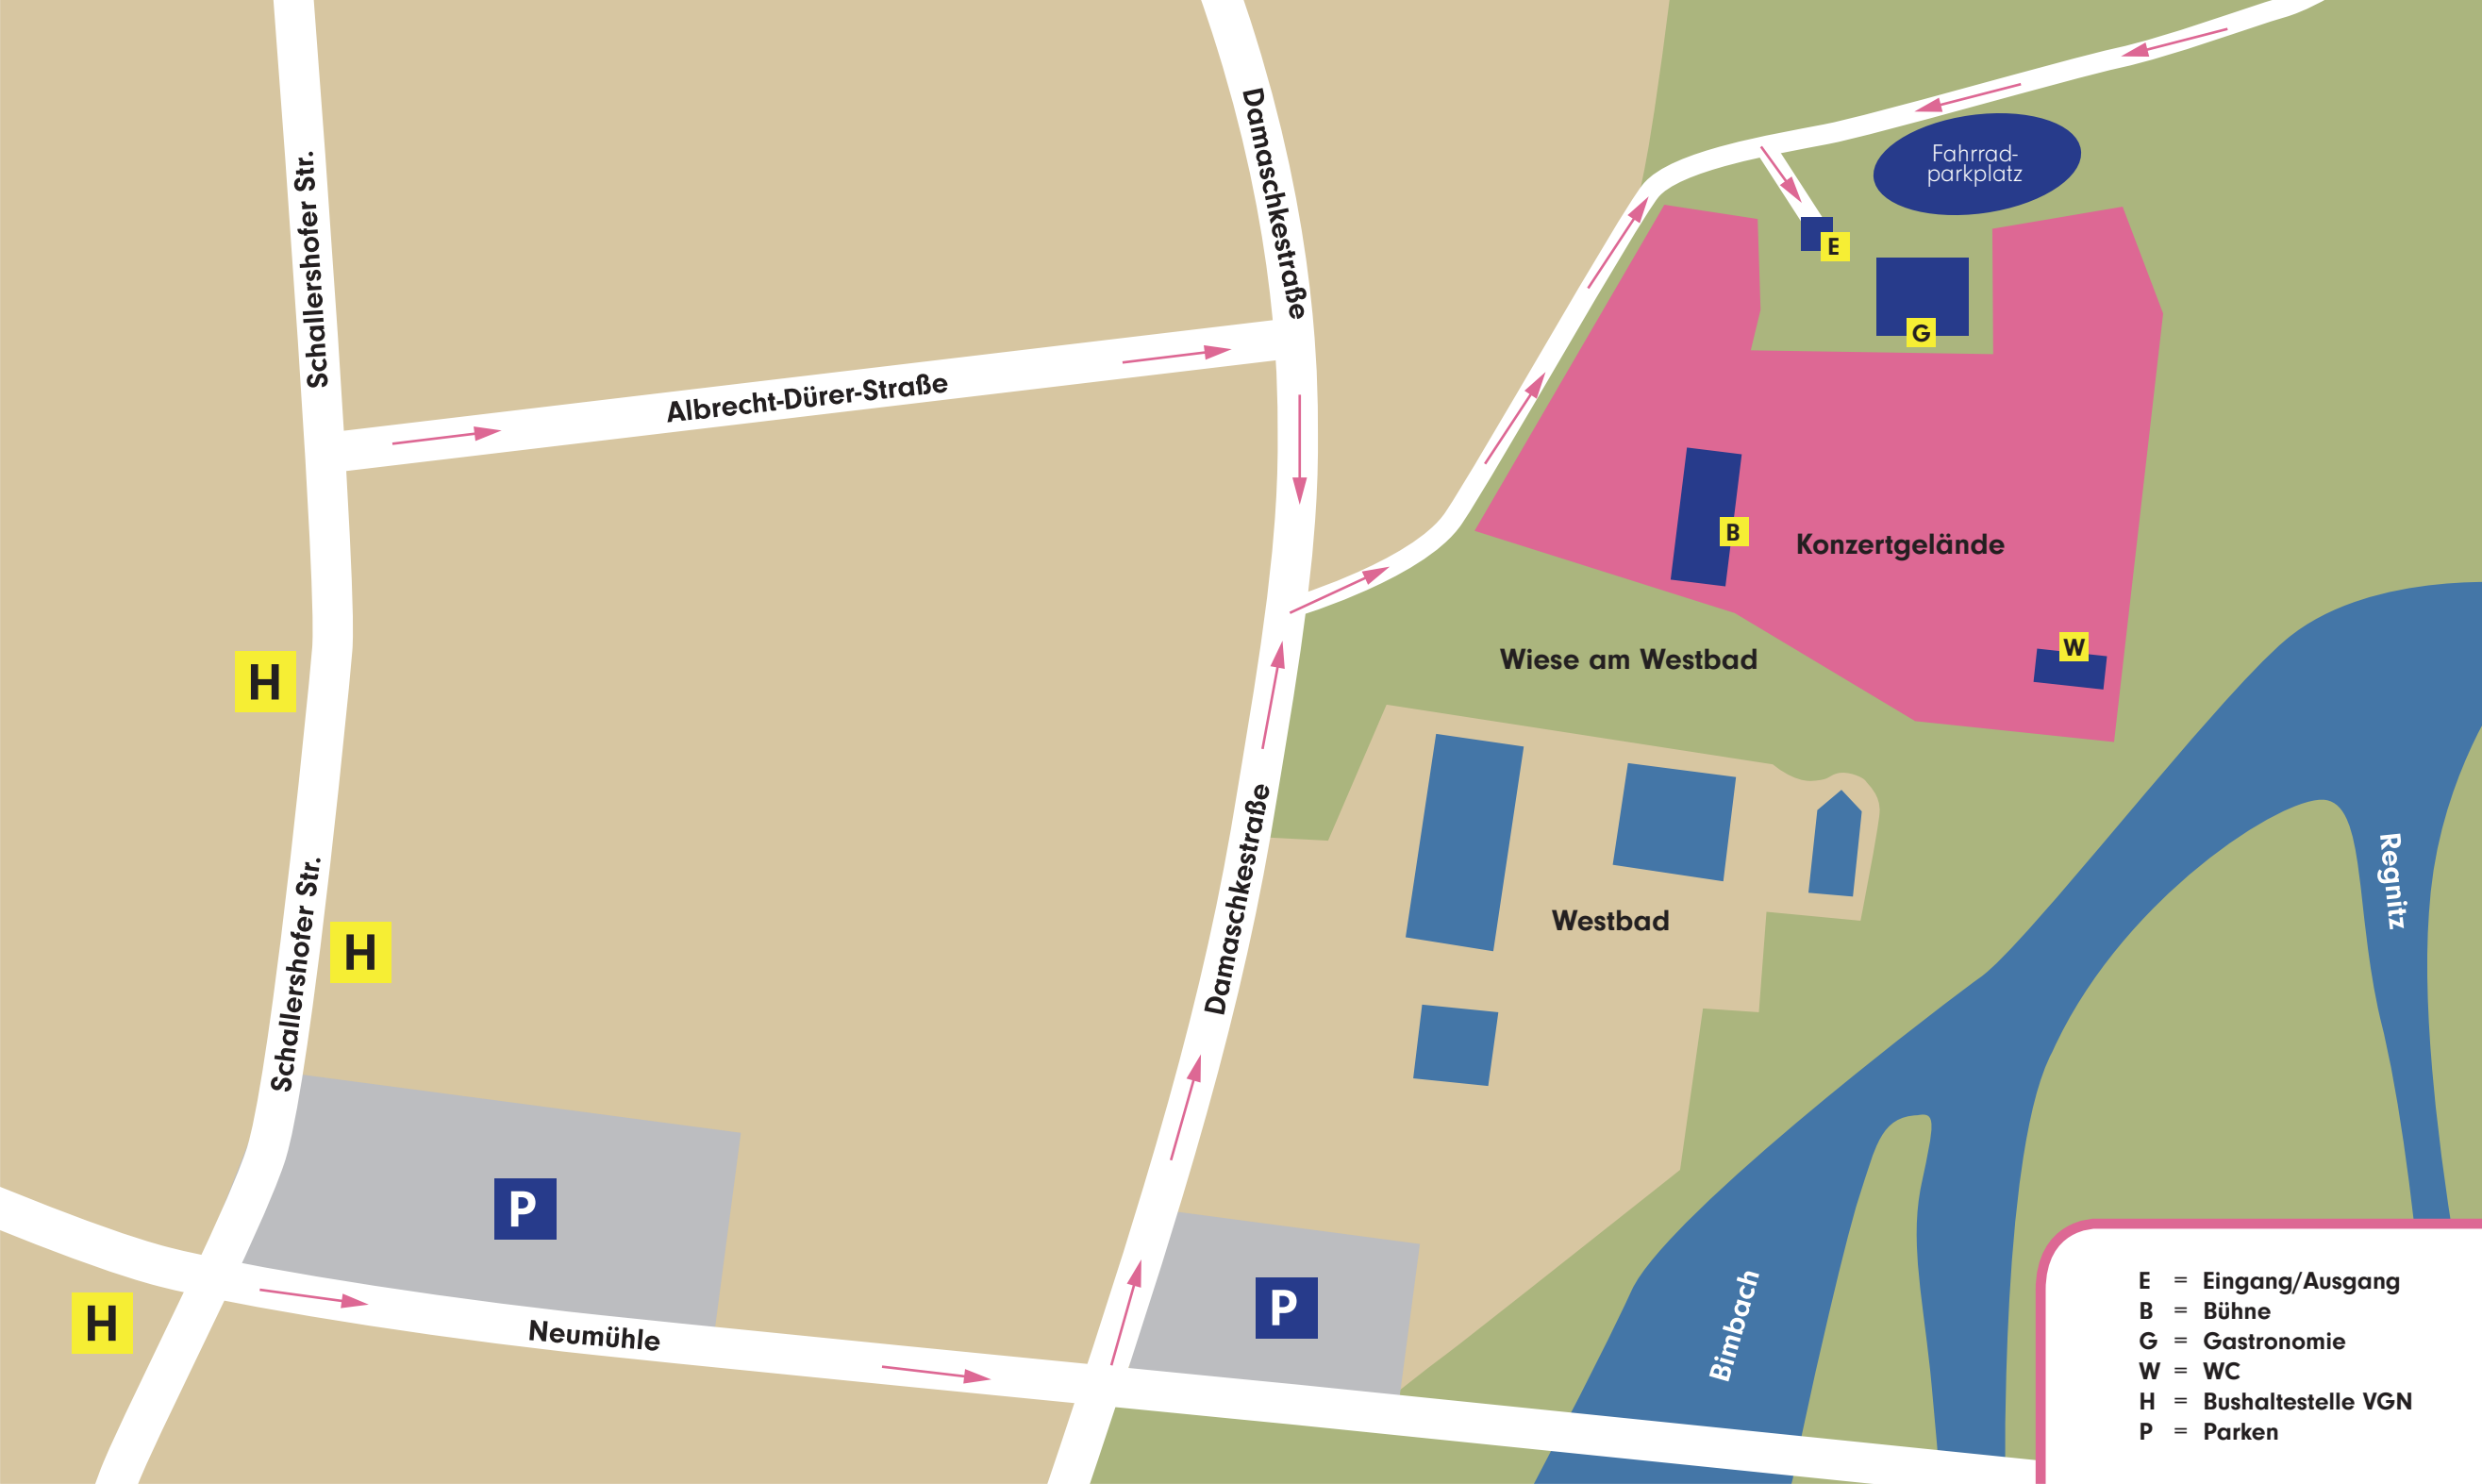 Schallershofer Str.
Damaschkestraße
Fahrrad-
parkplatz
E
G
Albrecht-Dürer-Straße
B
Konzertgelände
W
Wiese am Westbad
H
Damaschkestraße
Westbad
Regnitz
H
Schallershofer Str.
P
P
H
Neumühle
Bimbach
E = Eingang/Ausgang
B = Bühne
G = Gastronomie
W = WC
H = Bushaltestelle VGN
P = Parken